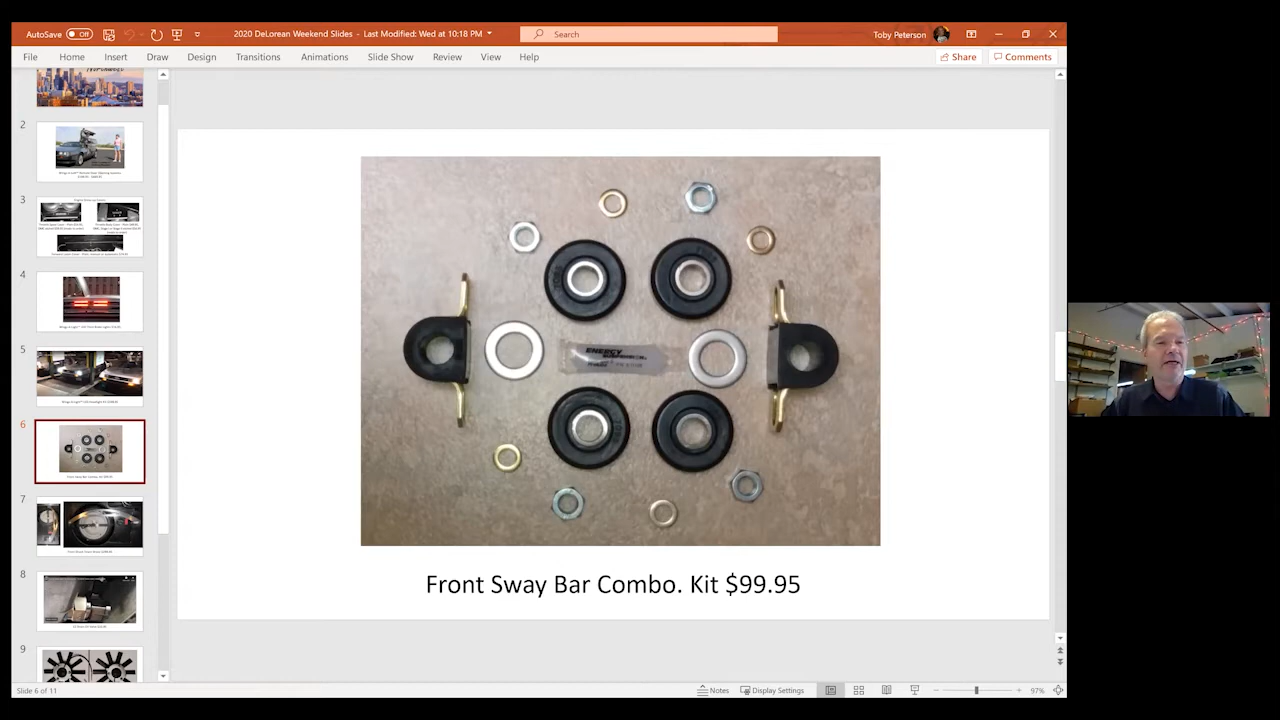 AutoSave Off 2020 DeLorean Weekend Slides - Last Modified: Wed at 10:18 PM Search Toby Peterson
File Home Insert Draw Design Transitions Animations Slide Show Review View Help Share Comments
2
3
4
5
6
7
8
9
ENERGY
SUSPENSION
Front Sway Bar Combo. Kit $99.95
Slide 6 of 11 Notes Display Settings 97%